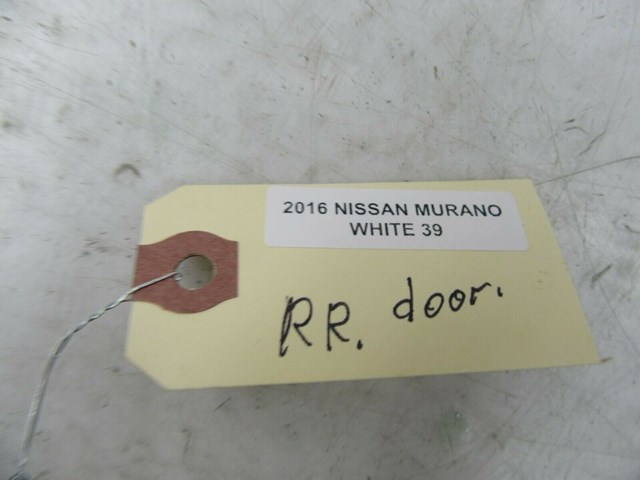 2016 NISSAN MURANO
WHITE 39
RR. door.